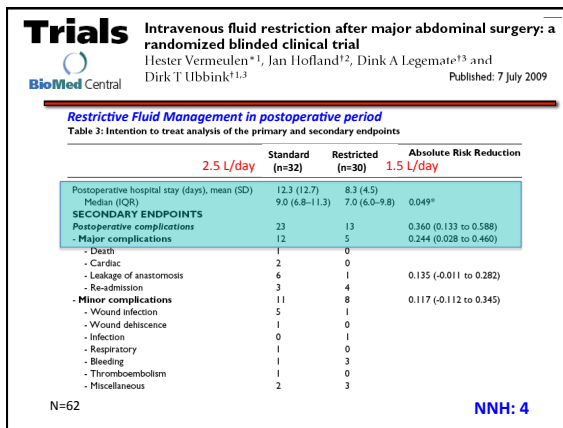 Trials
BioMed Central
Intravenous fluid restriction after major abdominal surgery: a
randomized blinded clinical trial
Hester Vermeulen*1, Jan Hofland†2, Dink A Legemate†3 and
Dirk T Ubbink†1,3
Published: 7 July 2009
Restrictive Fluid Management in postoperative period
Table 3: Intention to treat analysis of the primary and secondary endpoints
2.5 L/day Standard (n=32) Restricted (n=30) 1.5 L/day Absolute Risk Reduction
Postoperative hospital stay (days), mean (SD) 12.3 (12.7) 8.3 (4.5)
Median (IQR) 9.0 (6.8–11.3) 7.0 (6.0–9.8) 0.049*
SECONDARY ENDPOINTS
Postoperative complications 23 13 0.360 (0.133 to 0.588)
- Major complications 12 5 0.244 (0.028 to 0.460)
- Death 1 0
- Cardiac 2 0
- Leakage of anastomosis 6 1 0.135 (-0.011 to 0.282)
- Re-admission 3 4
- Minor complications 11 8 0.117 (-0.112 to 0.345)
- Wound infection 5 1
- Wound dehiscence 1 0
- Infection 0 1
- Respiratory 1 0
- Bleeding 1 3
- Thromboembolism 1 0
- Miscellaneous 2 3
N=62
NNH: 4